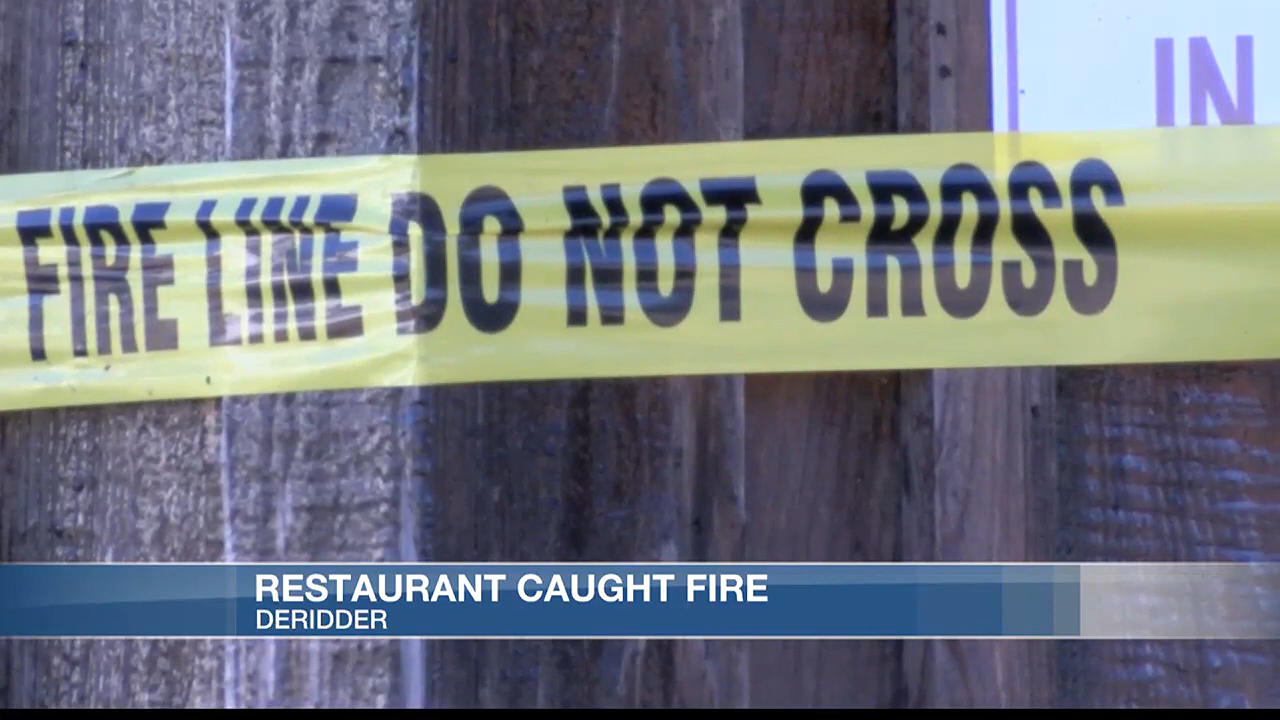 IN
FIRE LINE DO NOT CROSS
RESTAURANT CAUGHT FIRE
DERIDDER